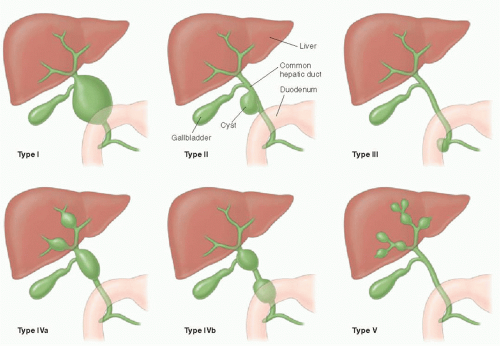 Liver
Common
hepatic duct
Duodenum
Gallbladder
Cyst
Type I
Type II
Type III
Type IVa
Type IVb
Type V